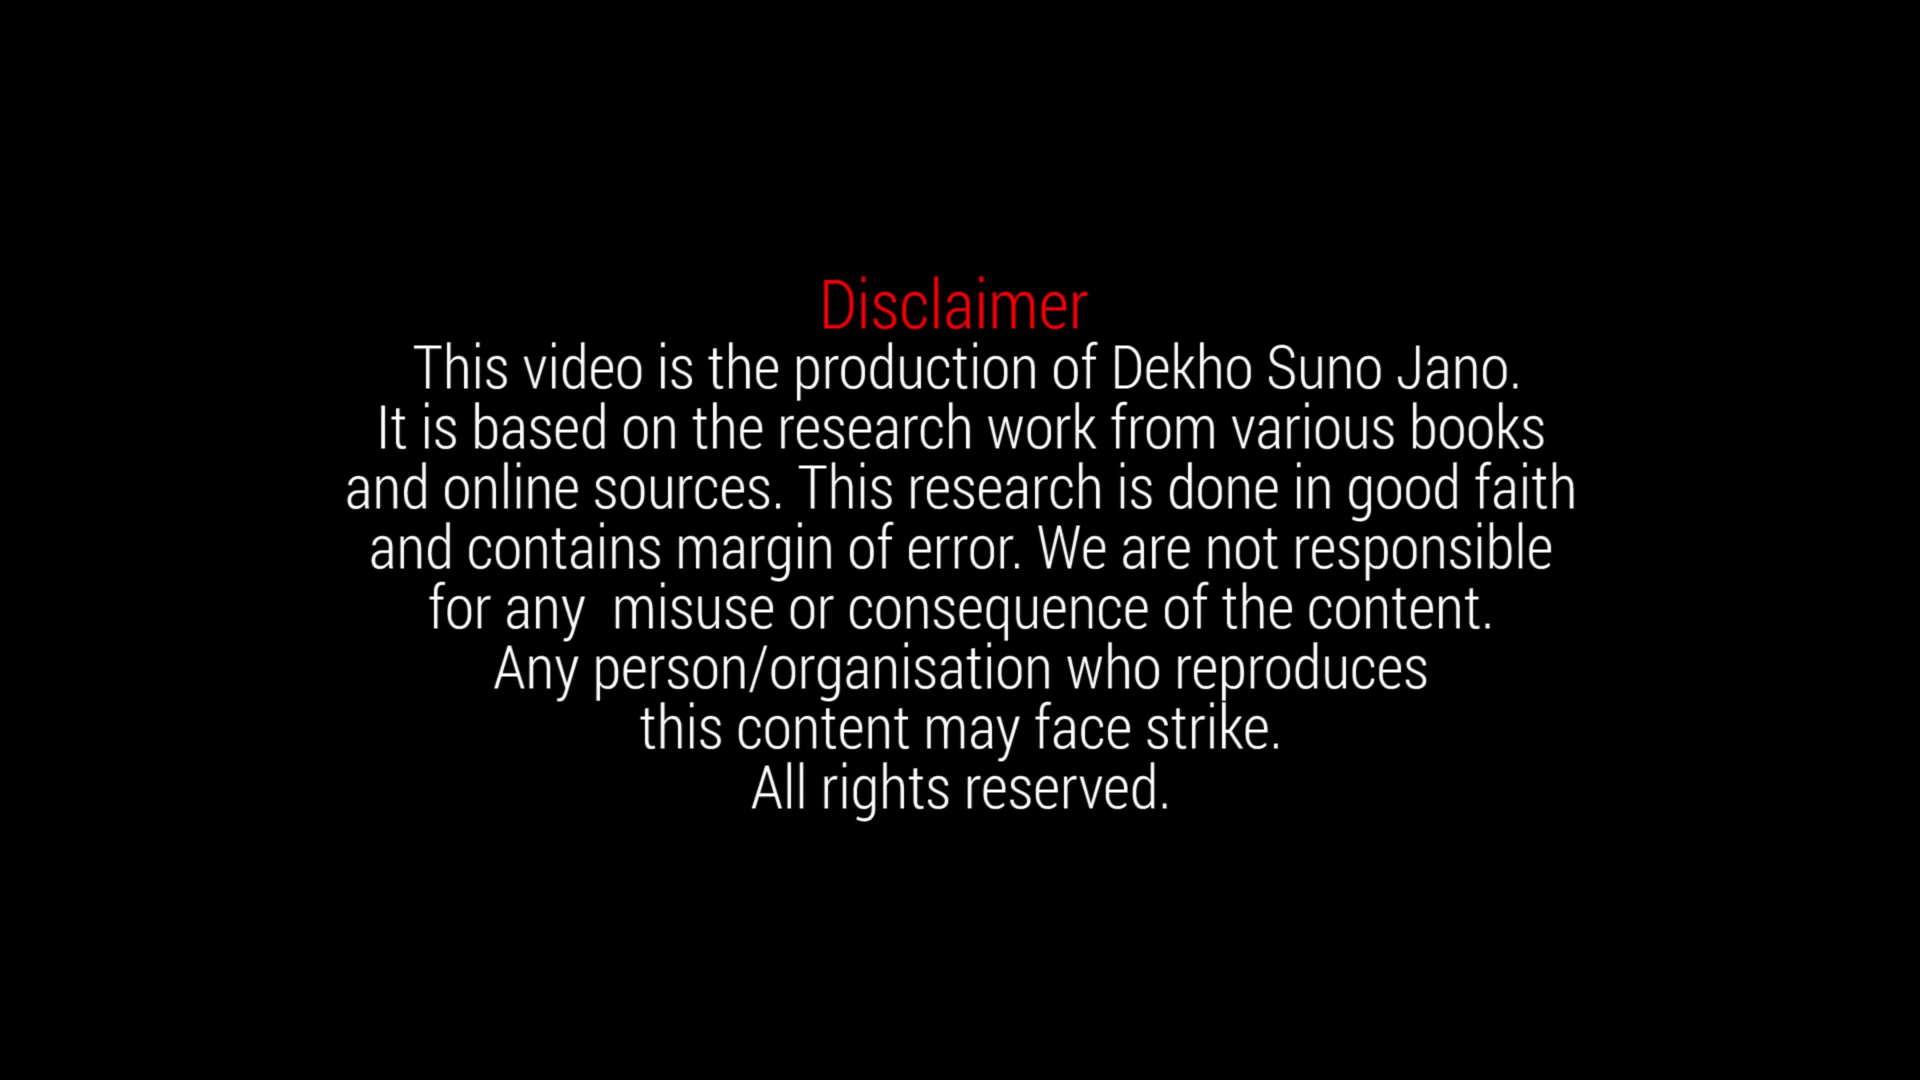 Disclaimer
This video is the production of Dekho Suno Jano.
It is based on the research work from various books
and online sources. This research is done in good faith
and contains margin of error. We are not responsible
for any  misuse or consequence of the content.
Any person/organisation who reproduces
this content may face strike.
All rights reserved.